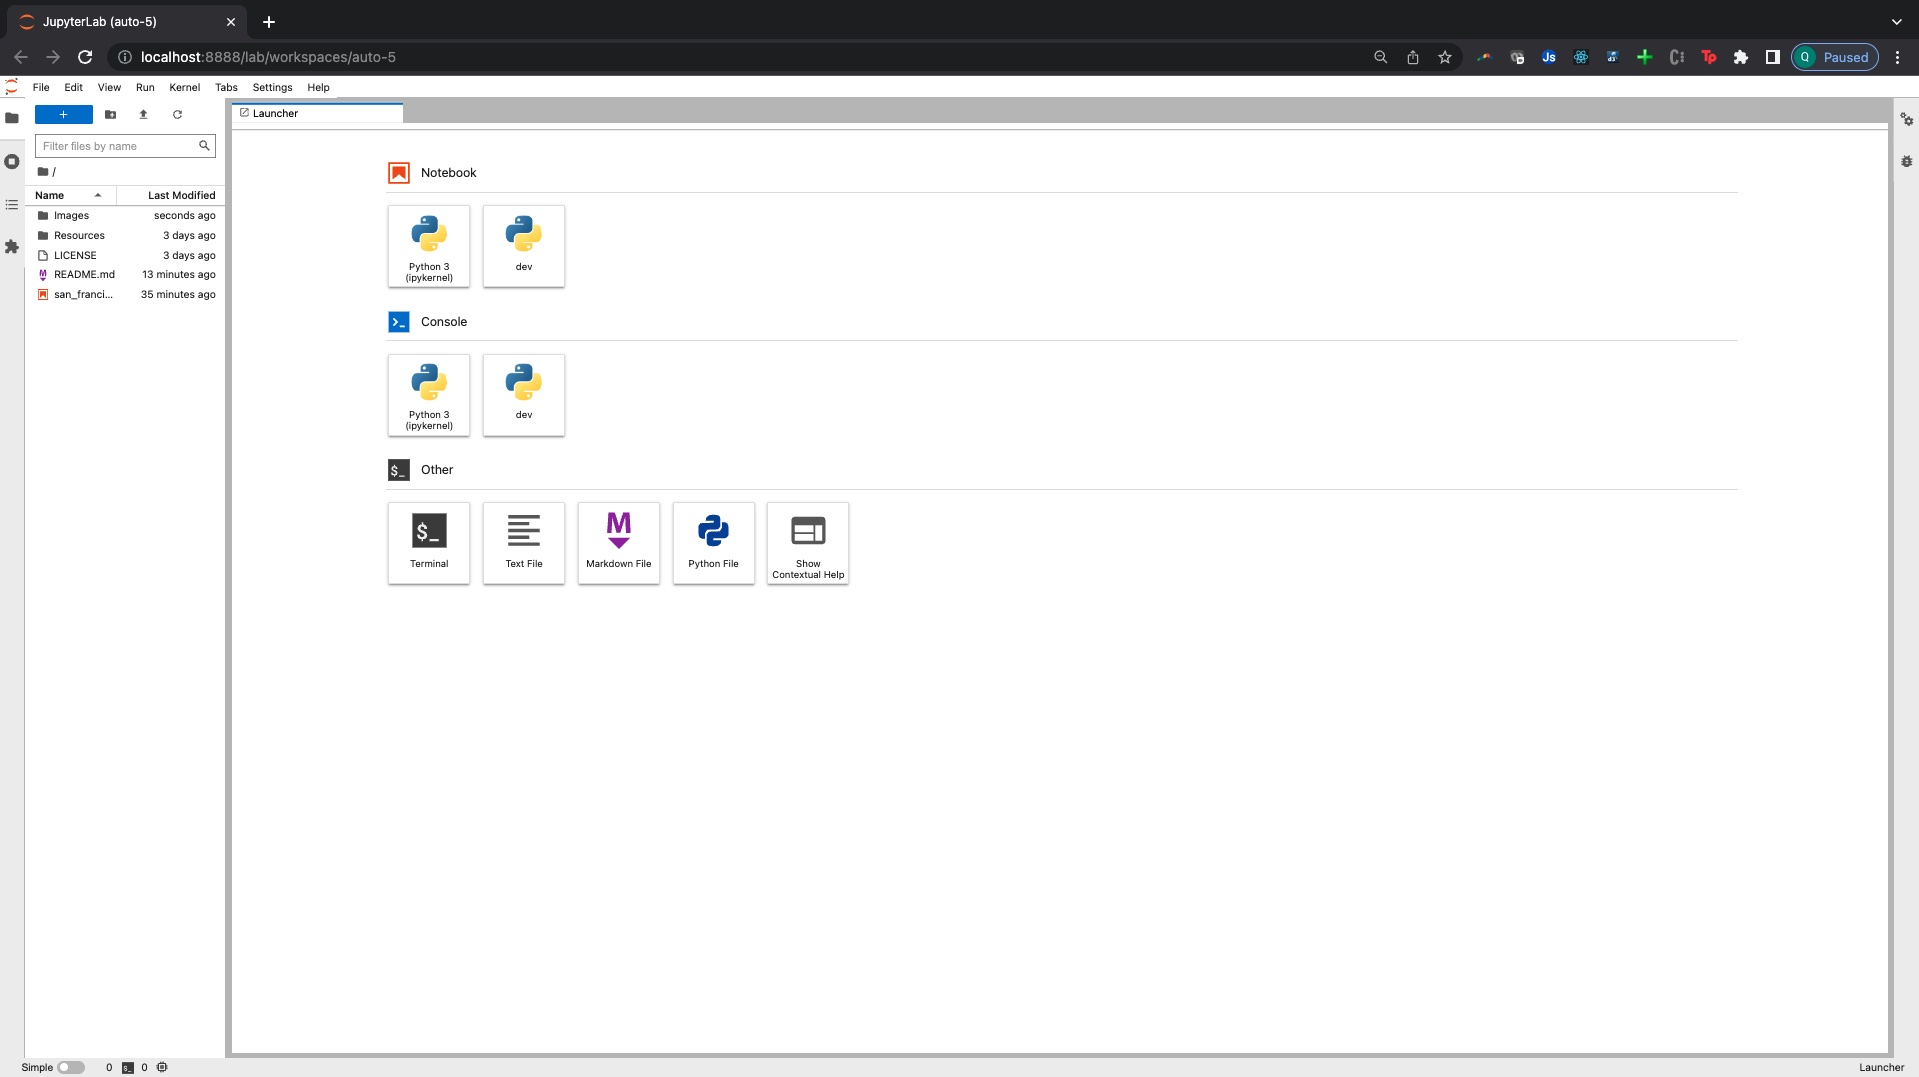 JupyterLab (auto-5)
localhost:8888/lab/workspaces/auto-5
Js
Tp
Q Paused
File Edit View Run Kernel Tabs Settings Help
+
Launcher
Filter files by name
/
Name Last Modified
Images seconds ago
Resources 3 days ago
LICENSE 3 days ago
README.md 13 minutes ago
san_franci... 35 minutes ago
Notebook
Python 3
(ipykernel)
dev
Console
Python 3
(ipykernel)
dev
$_ Other
$_
Terminal
Text File
M
Markdown File
Python File
Show
Contextual Help
Simple 0 0
Launcher